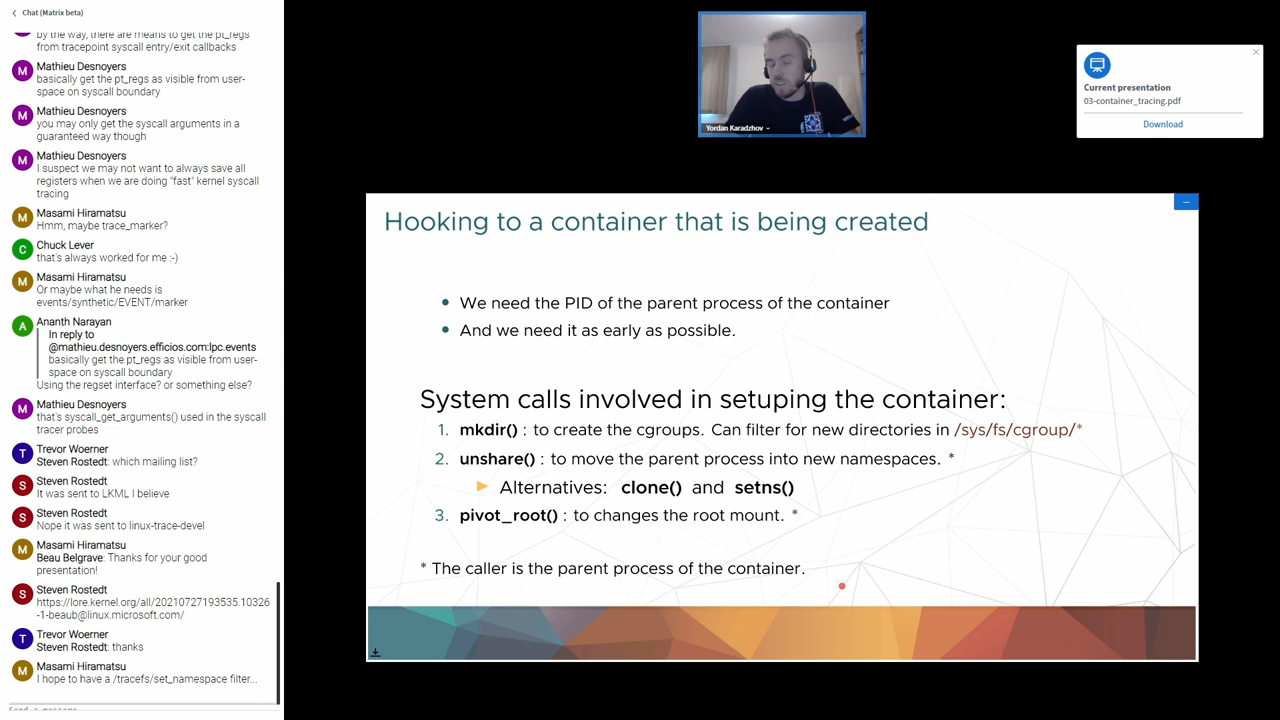 Chat (Matrix beta)
by the way, there are means to get the pt_regs
from tracepoint syscall entry/exit callbacks
M
Mathieu Desnoyers
basically get the pt_regs as visible from user-
space on syscall boundary
M
Mathieu Desnoyers
you may only get the syscall arguments in a
guaranteed way though
M
Mathieu Desnoyers
I suspect we may not want to always save all
registers when we are doing "fast" kernel syscall
tracing
M
Masami Hiramatsu
Hmm, maybe trace_marker?
C
Chuck Lever
that's always worked for me :-)
M
Masami Hiramatsu
Or maybe what he needs is
events/synthetic/EVENT/marker
A
Ananth Narayan
In reply to
@mathieu.desnoyers.efficios.com:lpc.events
basically get the pt_regs as visible from user-
space on syscall boundary
Using the regset interface? or something else?
M
Mathieu Desnoyers
that's syscall_get_arguments() used in the syscall
tracer probes
T
Trevor Woerner
Steven Rostedt: which mailing list?
S
Steven Rostedt
It was sent to LKML I believe
S
Steven Rostedt
Nope it was sent to linux-trace-devel
M
Masami Hiramatsu
Beau Belgrave: Thanks for your good
presentation!
S
Steven Rostedt
https://lore.kernel.org/all/20210727193535.10326
-1-beaub@linux.microsoft.com/
T
Trevor Woerner
Steven Rostedt: thanks
M
Masami Hiramatsu
I hope to have a /tracefs/set_namespace filter...
Send a message
Yordan Karadzhov
Current presentation
03-container_tracing.pdf
Download
Hooking to a container that is being created
• We need the PID of the parent process of the container
• And we need it as early as possible.
System calls involved in setuping the container:
1. mkdir() : to create the cgroups. Can filter for new directories in /sys/fs/cgroup/*
2. unshare() : to move the parent process into new namespaces. *
Alternatives: clone() and setns()
3. pivot_root() : to changes the root mount. *
* The caller is the parent process of the container.